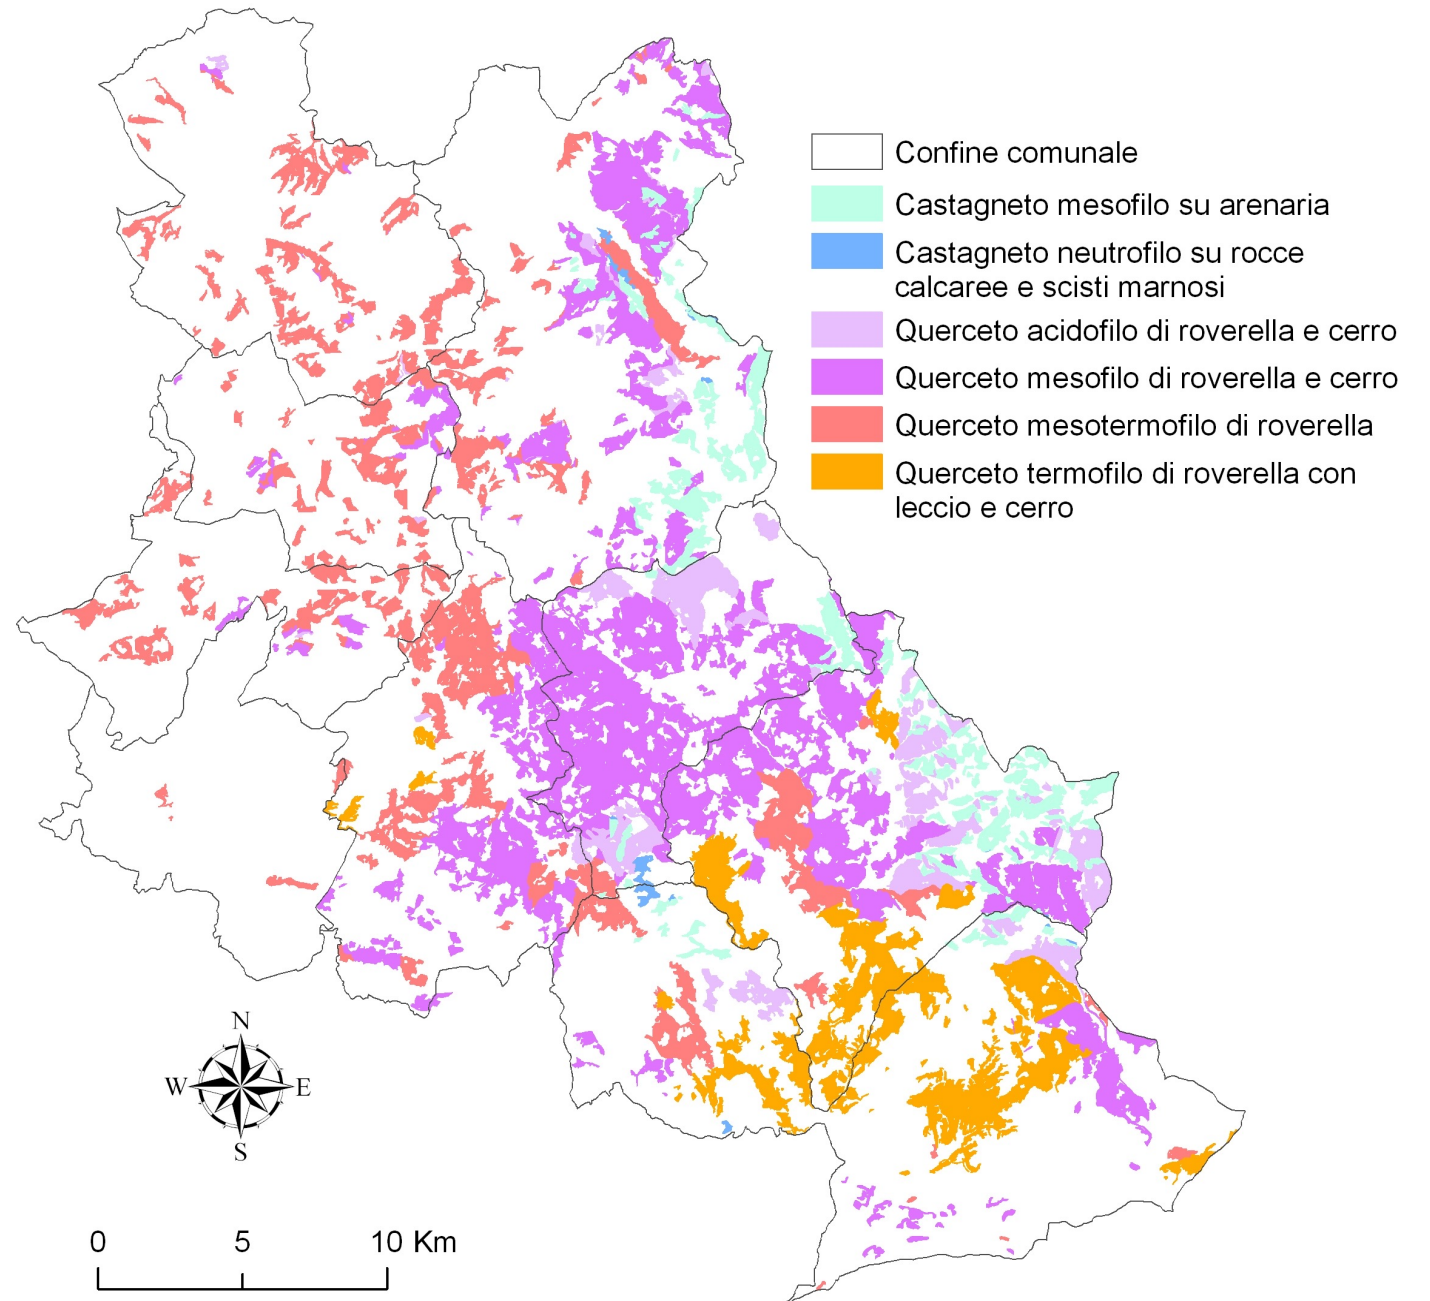 Confine comunale
Castagneto mesofilo su arenaria
Castagneto neutrofilo su rocce
calcaree e scisti marnosi
Querceto acidofilo di roverella e cerro
Querceto mesofilo di roverella e cerro
Querceto mesotermofilo di roverella
Querceto termofilo di roverella con
leccio e cerro
N
W E
S
0 5 10 Km